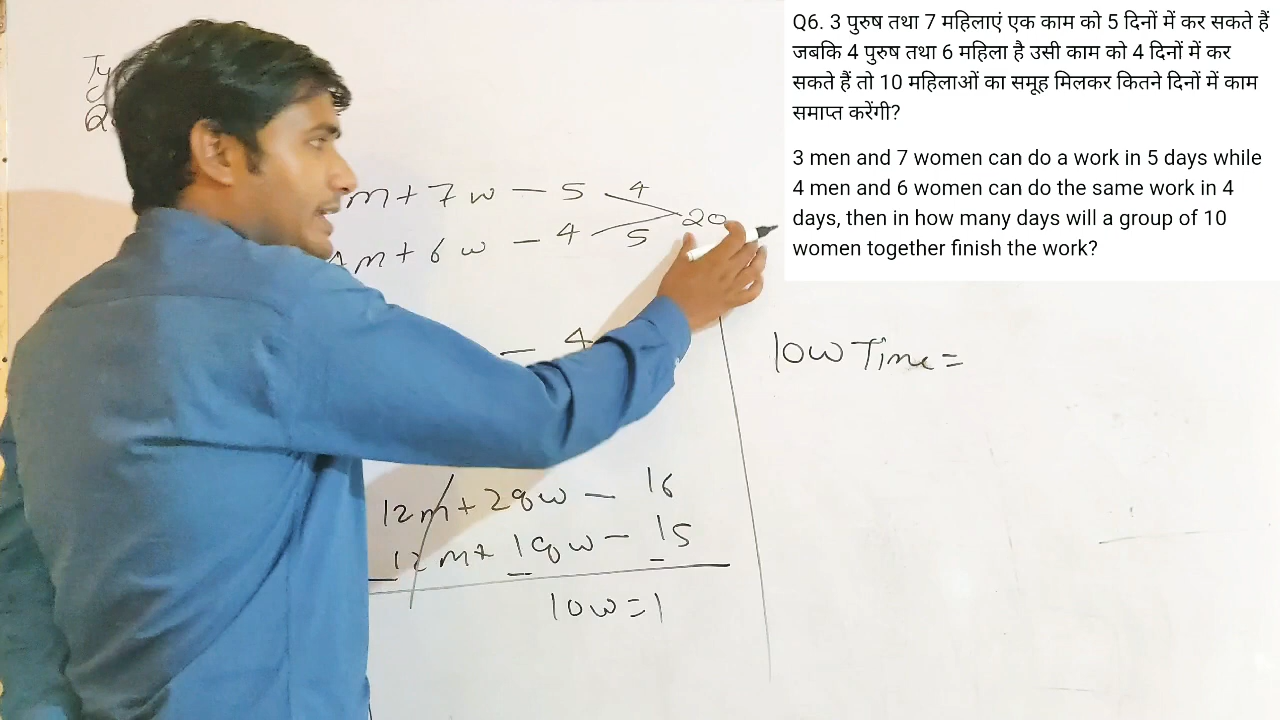 Q6. 3 पुरुष तथा 7 महिलाएं एक काम को 5 दिनों में कर सकते हैं
जबकि 4 पुरुष तथा 6 महिला है उसी काम को 4 दिनों में कर
सकते हैं तो 10 महिलाओं का समूह मिलकर कितने दिनों में काम
समाप्त करेंगी?
3 men and 7 women can do a work in 5 days while
4 men and 6 women can do the same work in 4
days, then in how many days will a group of 10
women together finish the work?
m + 7 w - 5 4
20
4m + 6 w - 4 5
- 4
10w Time =
12m + 28w - 16
12m + 18w - 15
10w = 1